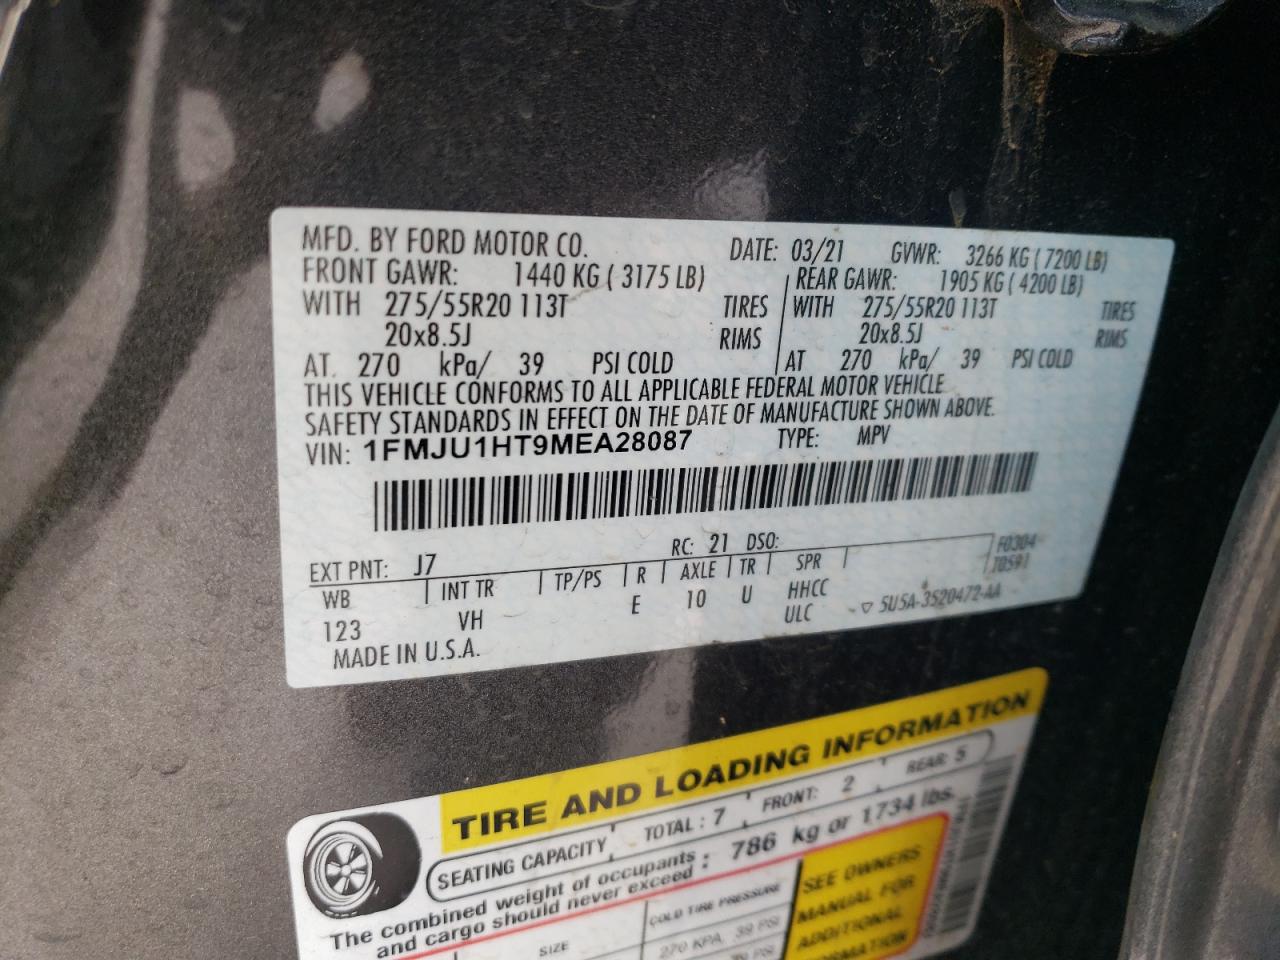 MFD. BY FORD MOTOR CO. DATE: 03/21 GVWR: 3266 KG ( 7200 LB)
FRONT GAWR: 1440 KG ( 3175 LB) REAR GAWR: 1905 KG ( 4200 LB)
WITH 275/55R20 113T TIRES WITH 275/55R20 113T TIRES
20x8.5J RIMS 20x8.5J RIMS
AT. 270 kPa/ 39 PSI COLD AT 270 kPa/ 39 PSI COLD
THIS VEHICLE CONFORMS TO ALL APPLICABLE FEDERAL MOTOR VEHICLE
SAFETY STANDARDS IN EFFECT ON THE DATE OF MANUFACTURE SHOWN ABOVE.
VIN: 1FMJU1HT9MEA28087 TYPE: MPV
EXT PNT: J7 RC: 21 DSO: F0304
WB INT TR TP/PS R AXLE TR SPR T0591
123 VH E 10 U HHCC
ULC ▽ 5U5A-3520472-AA
MADE IN U.S.A.
TIRE AND LOADING INFORMATION
SEATING CAPACITY TOTAL : 7 FRONT: 2 REAR: 5
The combined weight of occupants : 786 kg or 1734 lbs.
and cargo should never exceed
SIZE COLD TIRE PRESSURE SEE OWNERS
270 KPA, 39 PSI MANUAL FOR
ADDITIONAL